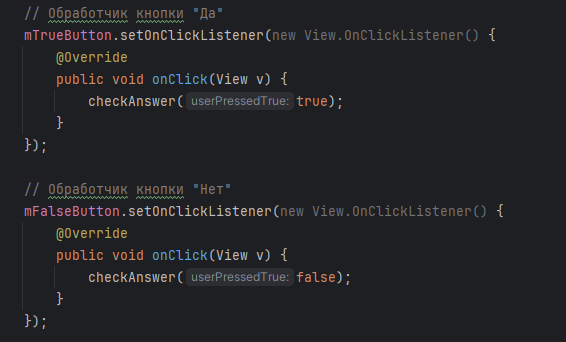 // Обработчик кнопки "Да"
mTrueButton.setOnClickListener(new View.OnClickListener() {
@Override
public void onClick(View v) {
checkAnswer( userPressedTrue: true);
}
});
// Обработчик кнопки "Нет"
mFalseButton.setOnClickListener(new View.OnClickListener() {
@Override
public void onClick(View v) {
checkAnswer( userPressedTrue: false);
}
});